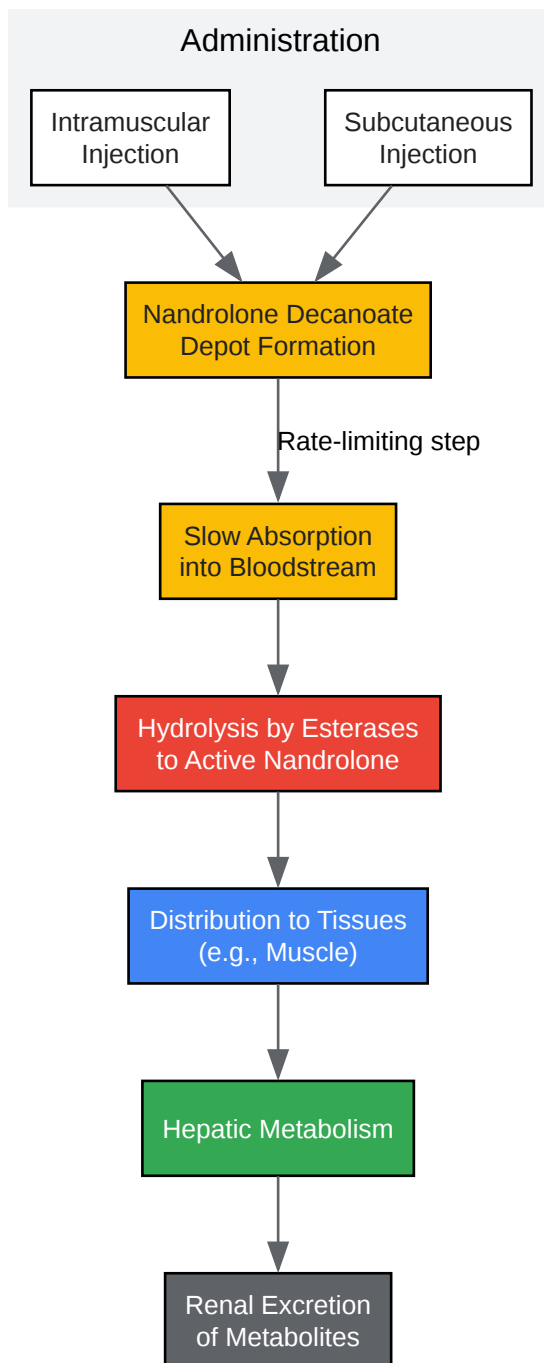 Administration
Intramuscular
Injection
Subcutaneous
Injection
Nandrolone Decanoate
Depot Formation
Rate-limiting step
Slow Absorption
into Bloodstream
Hydrolysis by Esterases
to Active Nandrolone
Distribution to Tissues
(e.g., Muscle)
Hepatic Metabolism
Renal Excretion
of Metabolites